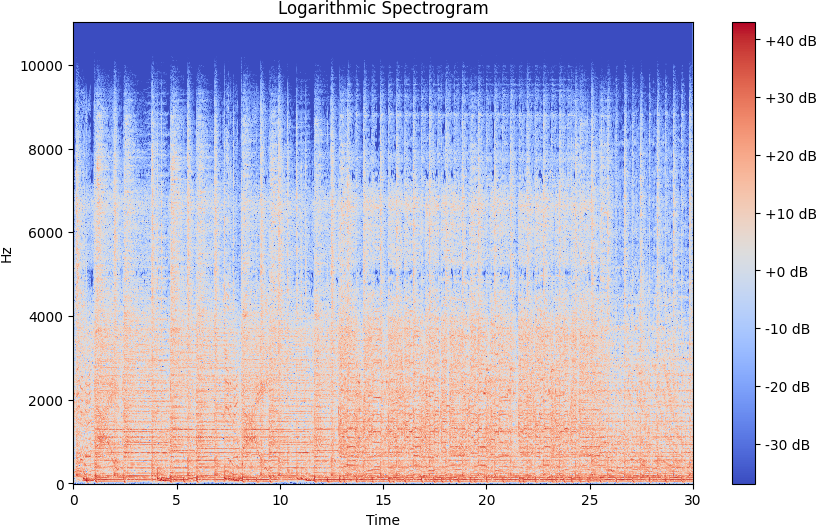 Logarithmic Spectrogram
Hz
10000
8000
6000
4000
2000
0
0 5 10 15 20 25 30
Time
+40 dB
+30 dB
+20 dB
+10 dB
+0 dB
-10 dB
-20 dB
-30 dB